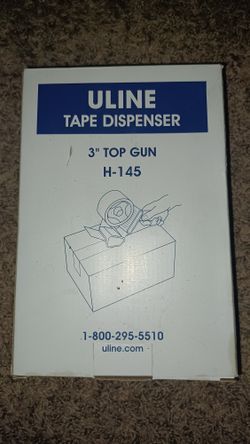 ULINE
TAPE DISPENSER
3" TOP GUN
H-145
1-800-295-5510
uline.com